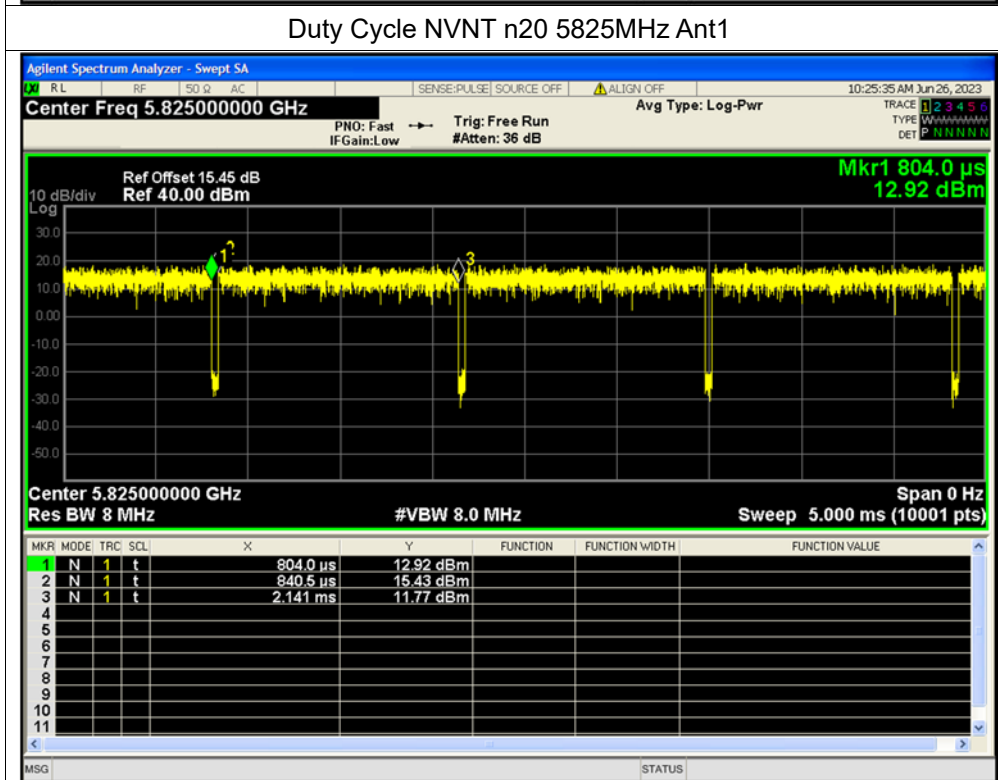 Duty Cycle NVNT n20 5825MHz Ant1
Agilent Spectrum Analyzer - Swept SA
LXI RL RF 50 Ω AC SENSE:PULSE SOURCE OFF ALIGN OFF 10:25:35 AM Jun 26, 2023
Center Freq 5.825000000 GHz Avg Type: Log-Pwr TRACE 1 2 3 4 5 6
PNO: Fast Trig: Free Run TYPE WWWWWW
IFGain:Low #Atten: 36 dB DET P N N N N N
Mkr1 804.0 µs
Ref Offset 15.45 dB
10 dB/div Ref 40.00 dBm 12.92 dBm
Log
30.0
20.0
10.0
0.00
-10.0
-20.0
-30.0
-40.0
-50.0
1 3
Center 5.825000000 GHz Span 0 Hz
Res BW 8 MHz #VBW 8.0 MHz Sweep 5.000 ms (10001 pts)
MKR MODE TRC SCL X Y FUNCTION FUNCTION WIDTH FUNCTION VALUE
1 N 1 t 804.0 µs 12.92 dBm
2 N 1 t 840.5 µs 15.43 dBm
3 N 1 t 2.141 ms 11.77 dBm
4
5
6
7
8
9
10
11
MSG STATUS